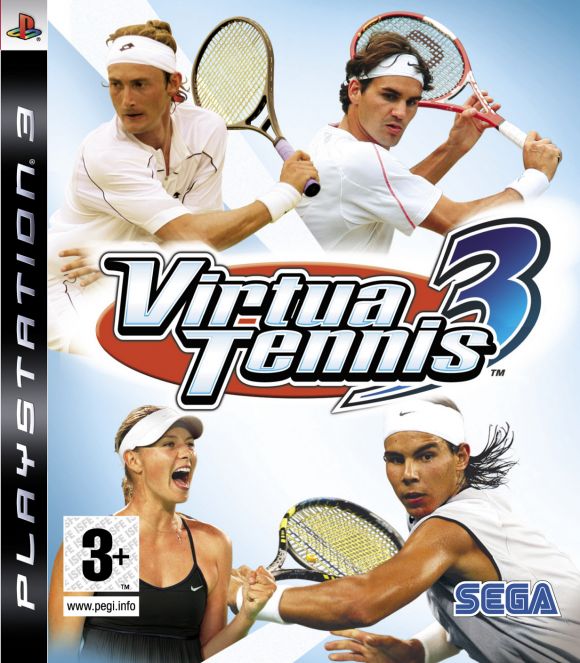 PLAYSTATION® 3
Virtua
Tennis 3
TM
3+
TM
www.pegi.info
SEGA